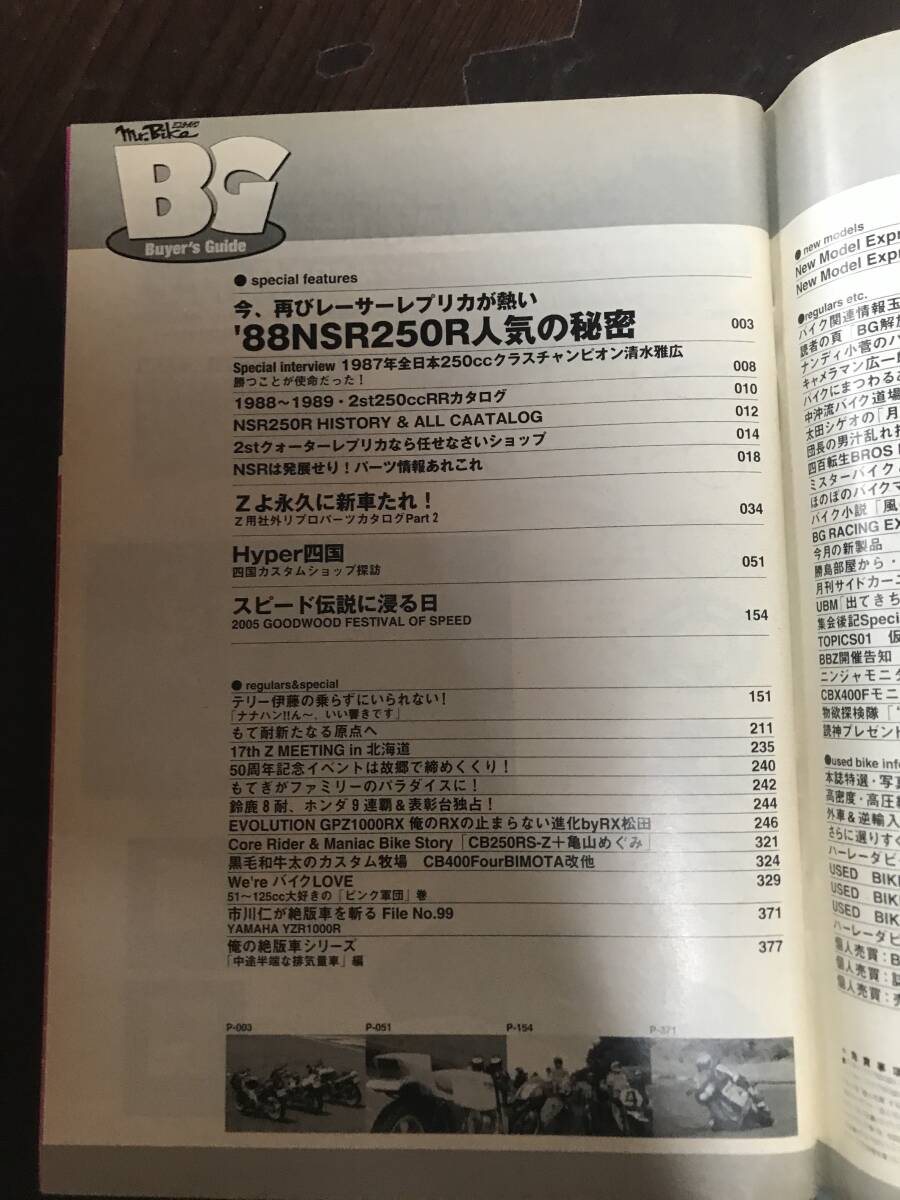 Mr.Bike
BG
Buyer's Guide
● special features
今、再びレーサーレプリカが熱い
'88NSR250R人気の秘密 003
Special interview 1987年全日本250ccクラスチャンピオン清水雅広 008
勝つことが使命だった！
1988～1989・2st250ccRRカタログ 010
NSR250R HISTORY & ALL CAATALOG 012
2stクォーターレプリカなら任せなさいショップ 014
NSRは発展せり！パーツ情報あれこれ 018
Zよ永久に新車たれ！ 034
Z用社外リプロパーツカタログPart 2
Hyper四国 051
四国カスタムショップ探訪
スピード伝説に浸る日 154
2005 GOODWOOD FESTIVAL OF SPEED
● regulars&special
テリー伊藤の乗らずにいられない！ 151
「ナナハン!!ん～、いい響きです」
もて耐新たなる原点へ 211
17th Z MEETING in 北海道 235
50周年記念イベントは故郷で締めくくり！ 240
もてぎがファミリーのパラダイスに！ 242
鈴鹿8耐、ホンダ9連覇&表彰台独占！ 244
EVOLUTION GPZ1000RX 俺のRXの止まらない進化byRX松田 246
Core Rider & Maniac Bike Story「CB250RS-Z＋亀山めぐみ」 321
黒毛和牛太のカスタム牧場 CB400FourBIMOTA改他 324
We're バイクLOVE 329
51～125cc大好きの「ピンク軍団」巻
市川仁が絶版車を斬る File No.99 371
YAMAHA YZR1000R
俺の絶版車シリーズ 377
「中途半端な排気量車」編
P-003
P-051
P-154
P-371
● new models
New Model Expr
New Model Expr
●regulars etc.
バイク関連情報玉
読者の頁「BG解放
ナンディ小菅のバ
キャメラマン広一郎
バイクにまつわるこ
中沖流バイク道場
太田シゲオの「月
団長の男汁乱れ
四百転生BROS
ミスターバイク
ほのぼのバイクマ
バイク小説「風
BG RACING EX
今月の新製品
勝島部屋から・
月刊サイドカーニ
UBM「出てきち
集会後記Speci
TOPICS01 仮
BBZ開催告知
ニンジャモニタ
CBX400Fモニ
物欲探検隊「
読神プレゼント
●used bike info
本誌特選・写真
高密度・高圧
外車&逆輸入
さらに選りすぐ
ハーレーダビ
USED BIKE
USED BIK
USED BIK
ハーレーダビ
個人売買：B
個人売買：誌
個人売買：売